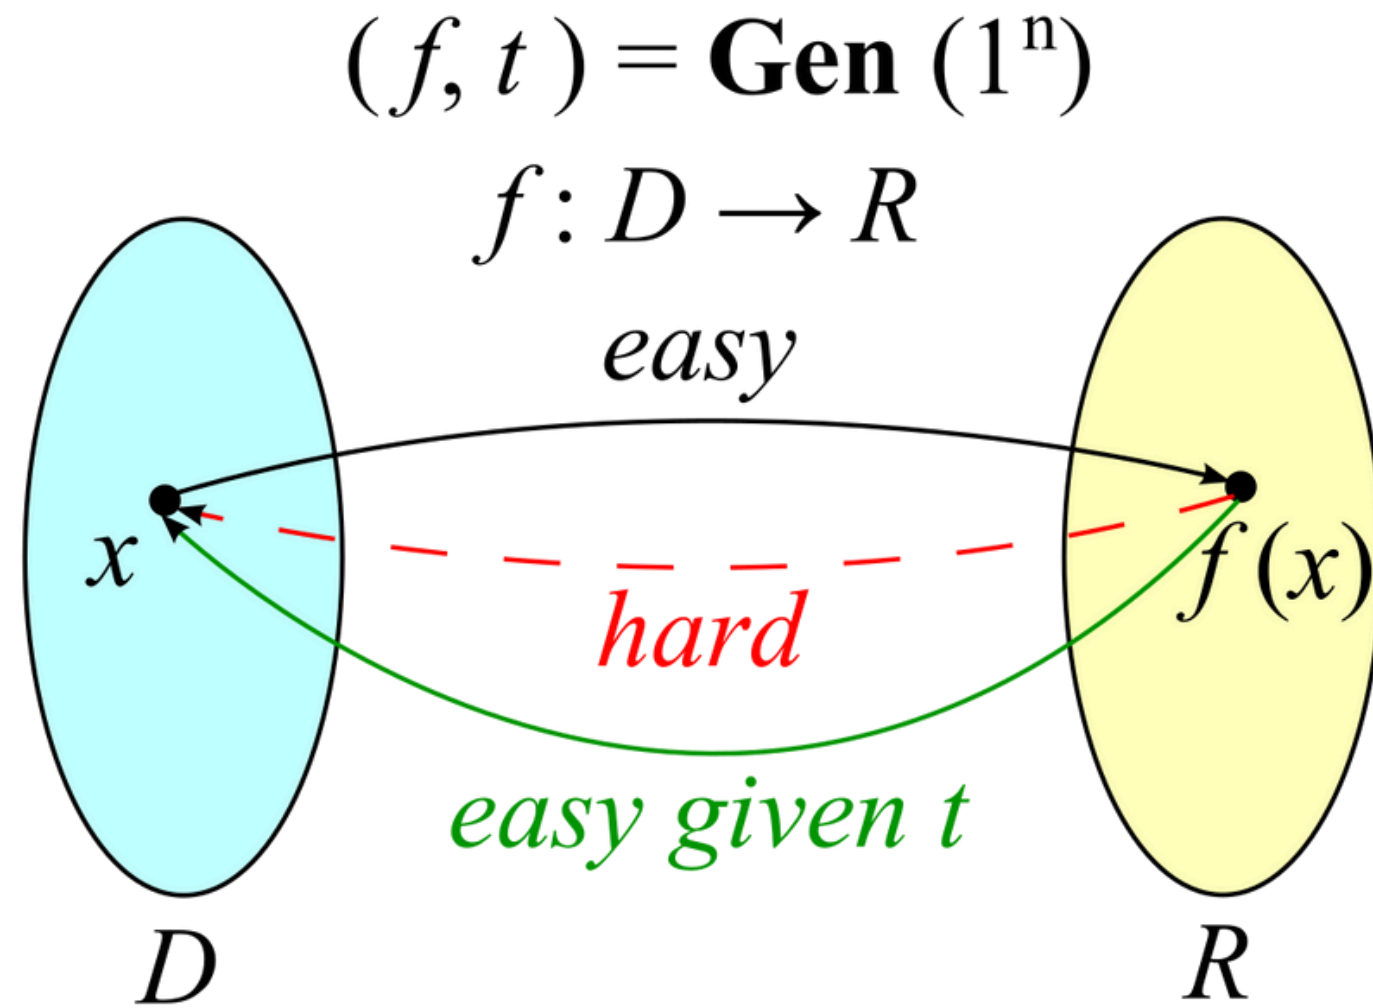 (f, t ) = Gen (1ⁿ)
f : D → R
easy
x
f (x)
hard
easy given t
D
R